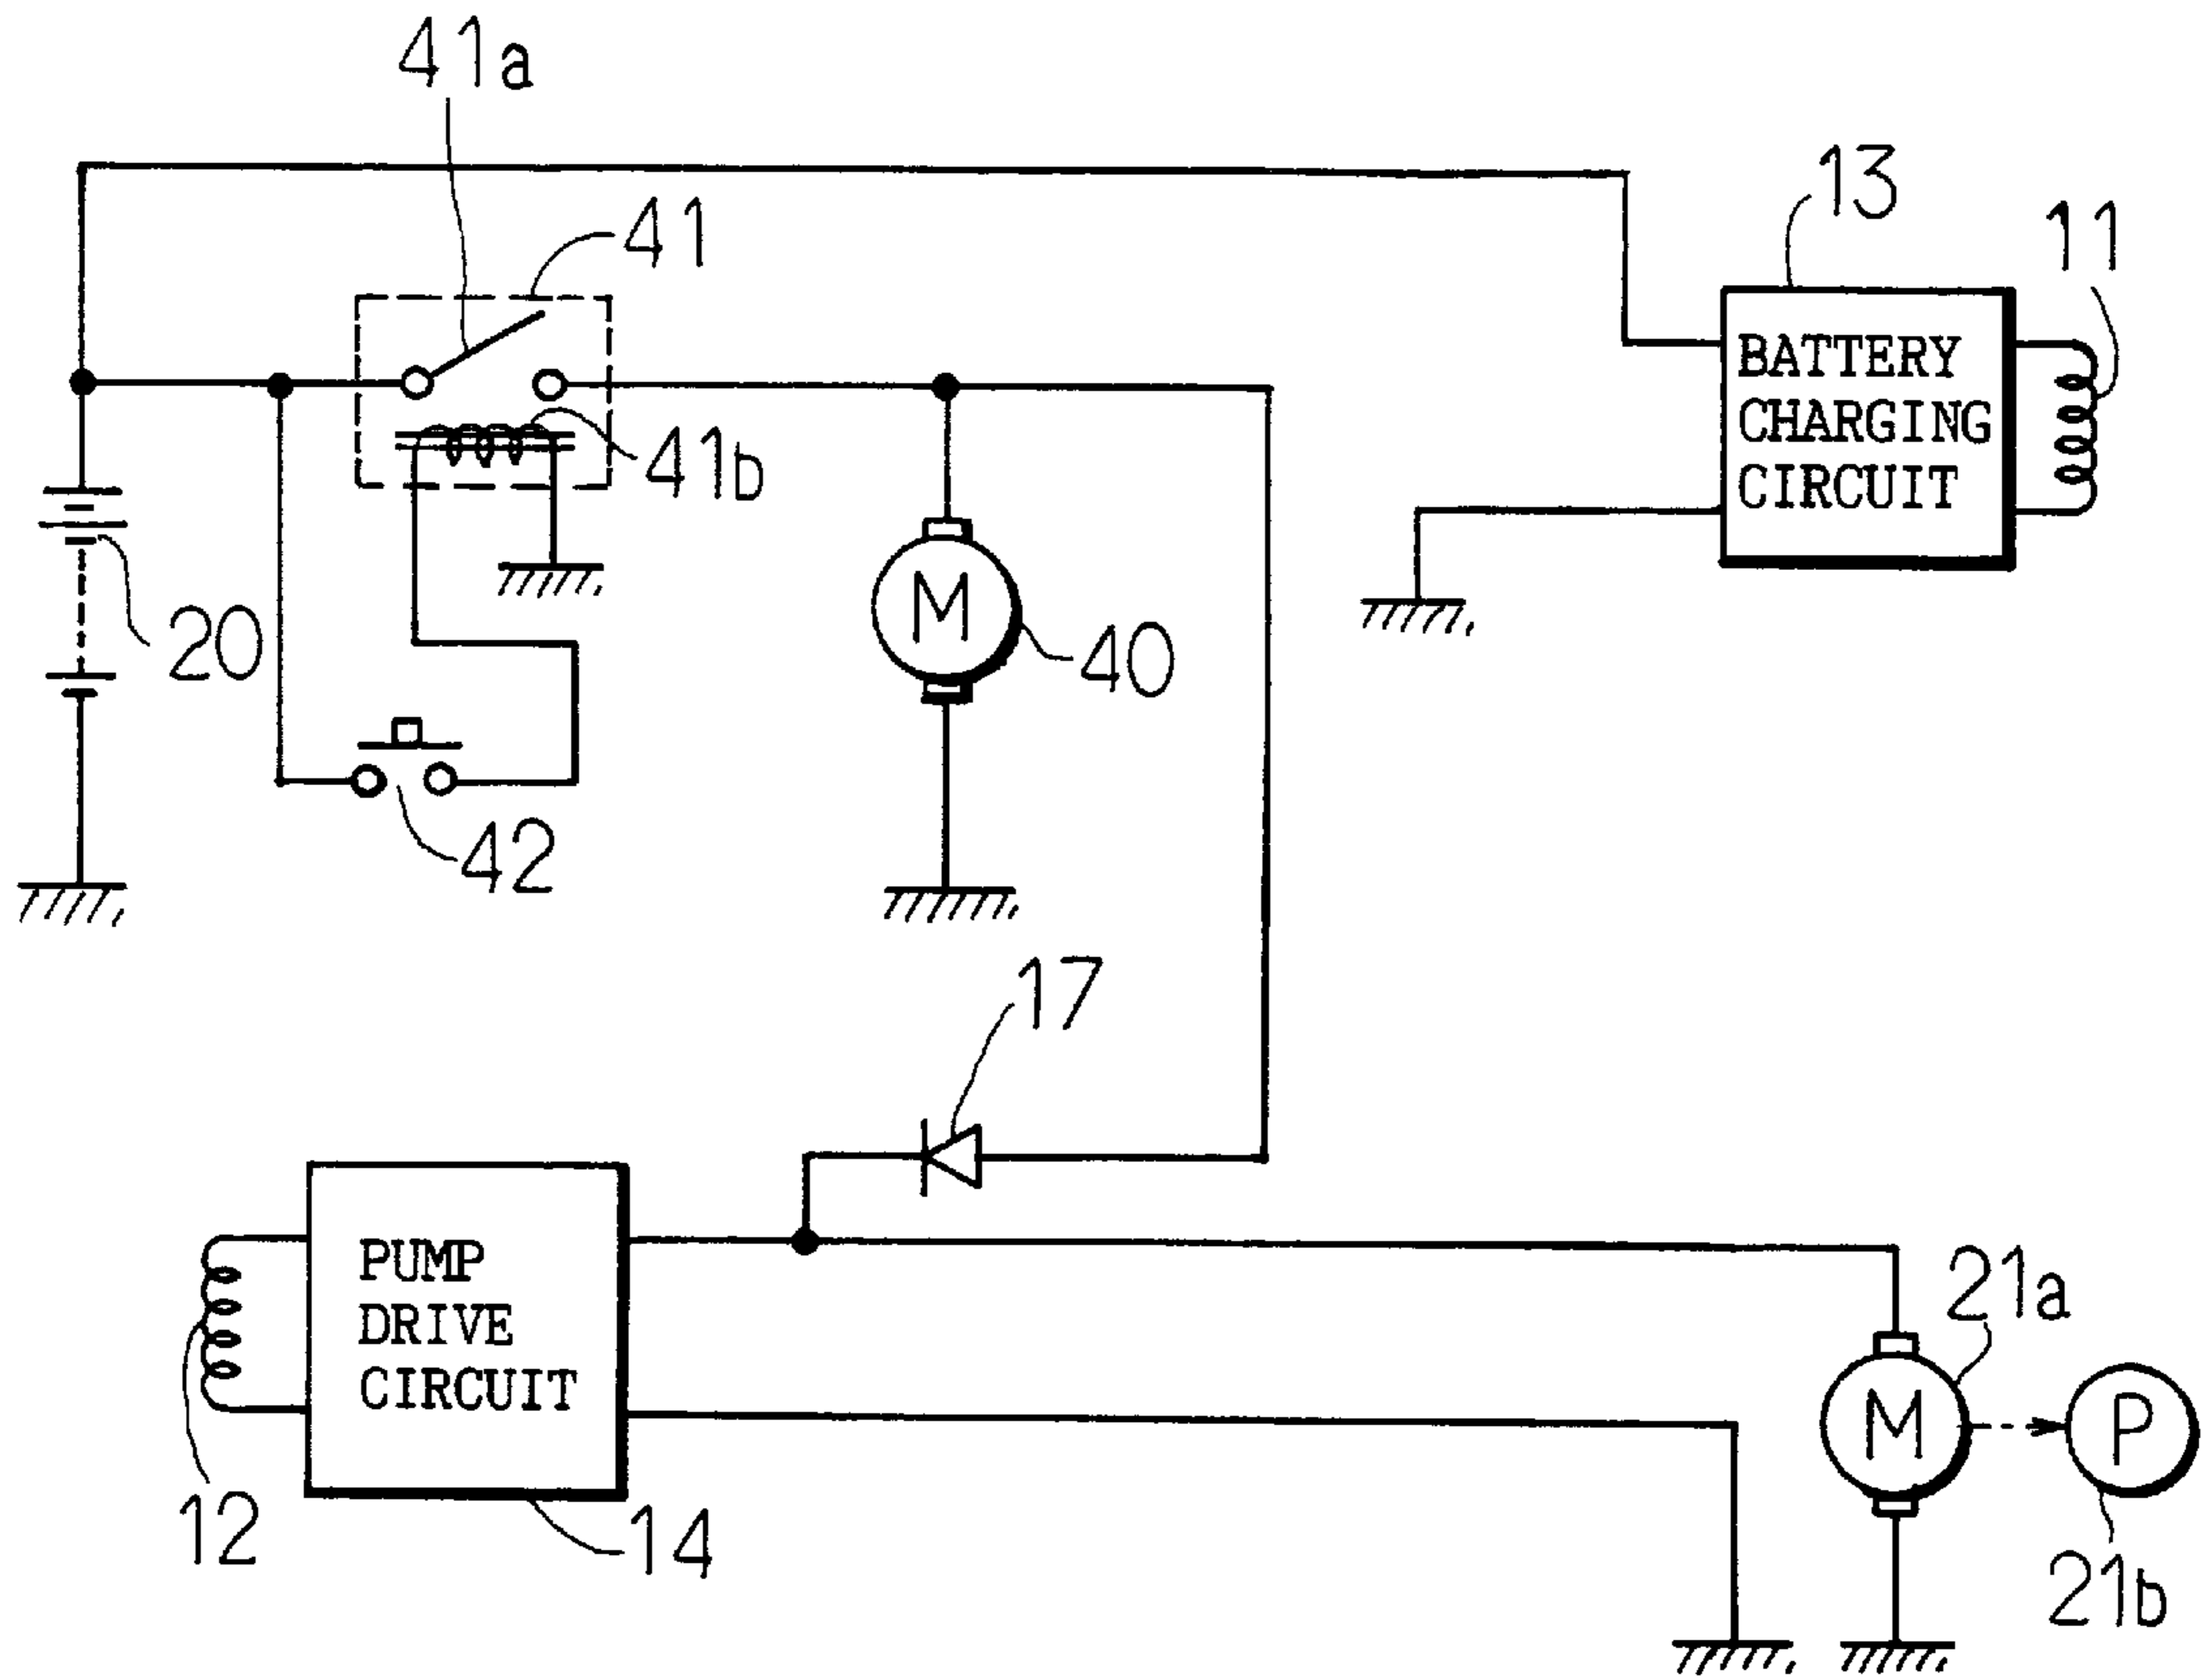 41a
41
13
11
BATTERY
CHARGING
CIRCUIT
41b
20
M
40
42
17
PUMP
DRIVE
CIRCUIT
21a
M
P
12
14
21b